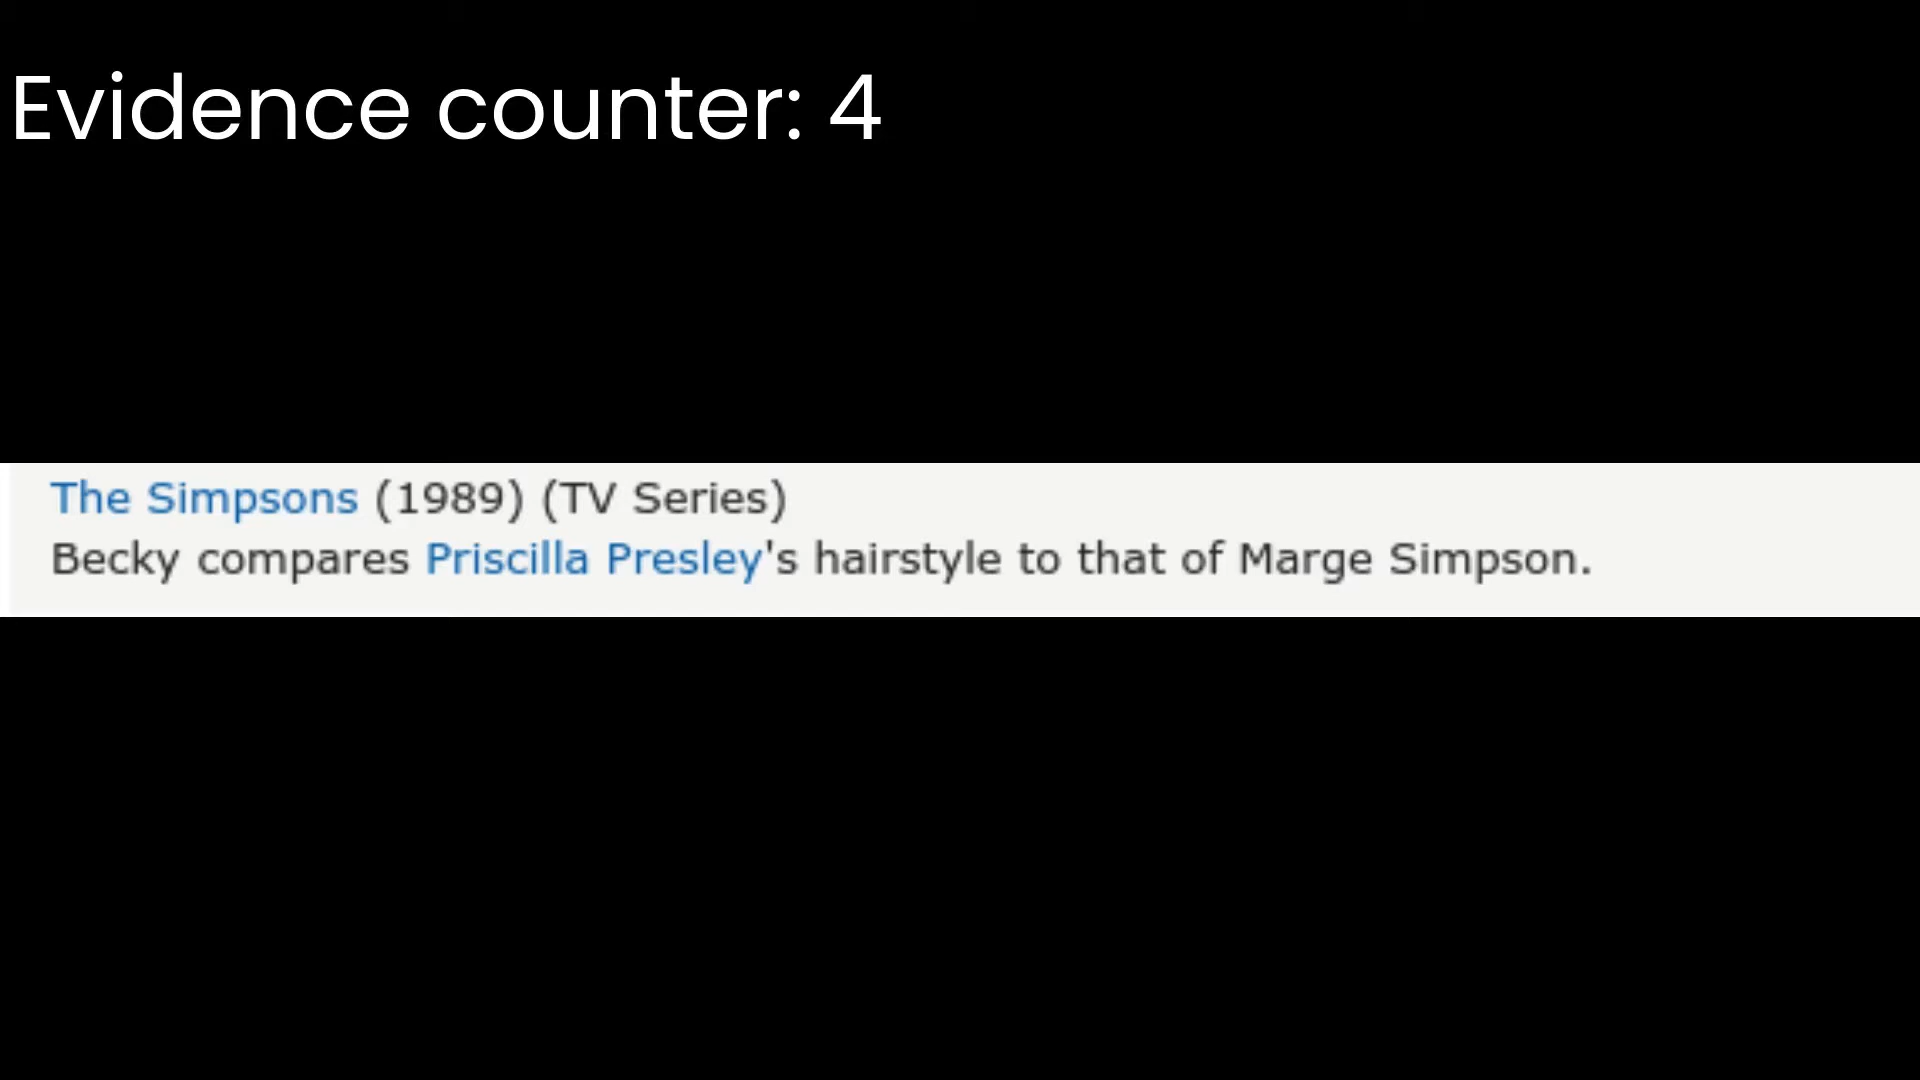 Evidence counter: 4
The Simpsons (1989) (TV Series)
Becky compares Priscilla Presley's hairstyle to that of Marge Simpson.